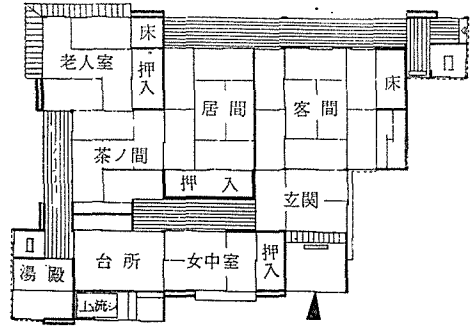 床
老人室
押入
居間
客間
床
茶ノ間
押入
玄関
湯殿
台所
女中室
押入
上流シ